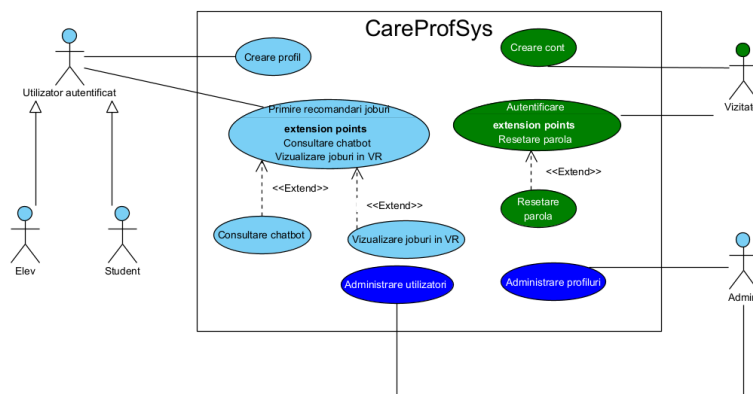 CareProfSys
Creare profil
Creare cont
Utilizator autentificat
Primire recomandari joburi
extension points
Consultare chatbot
Vizualizare joburi in VR
Autentificare
extension points
Resetare parola
<<Extend>>
<<Extend>>
<<Extend>>
Resetare
parola
Consultare chatbot
Vizualizare joburi in VR
Elev
Student
Administrare utilizatori
Administrare profiluri